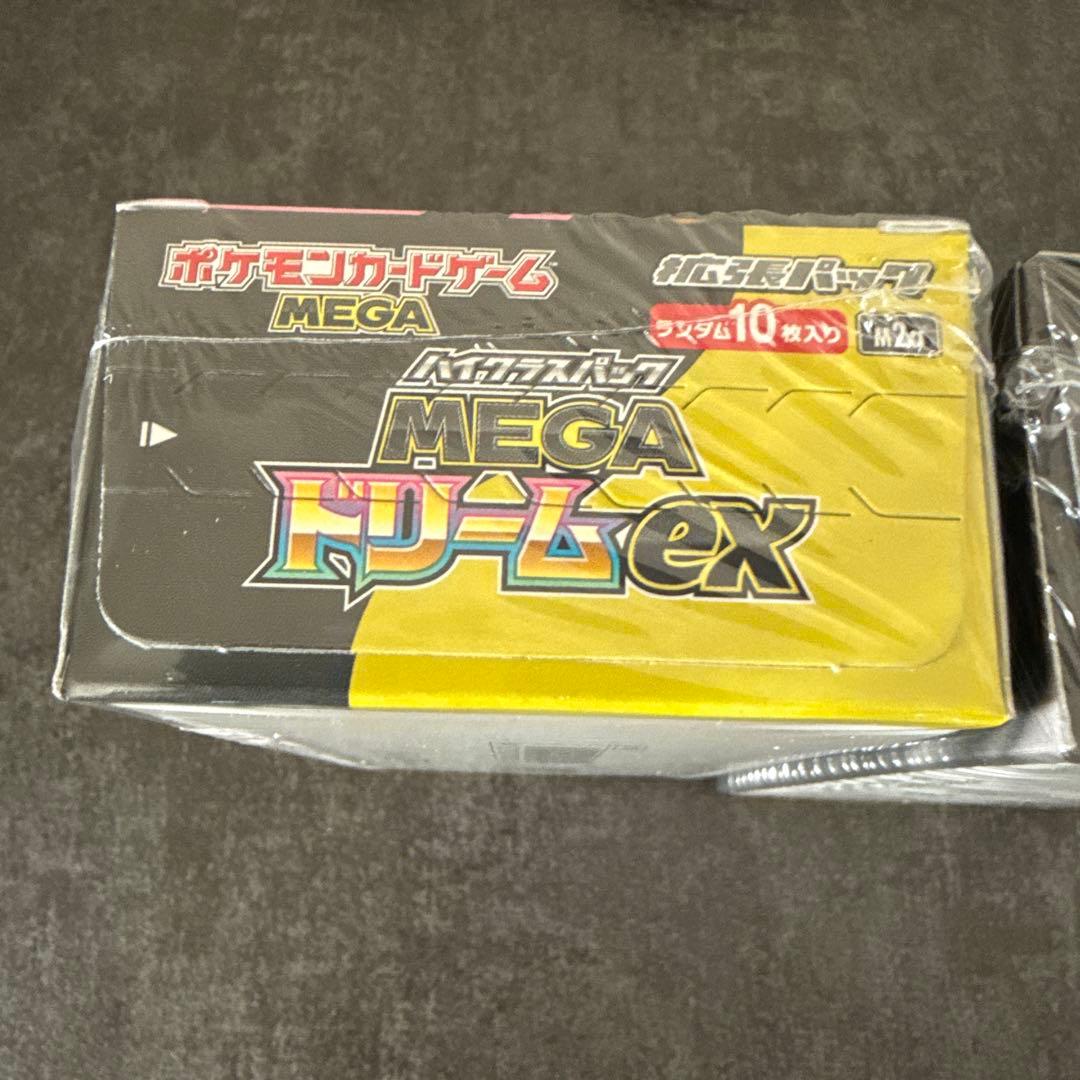 ポケモンカードゲーム
MEGA
拡張パック
ランダム10枚入り
M2a
ハイクラスパック
MEGA
ドリームex